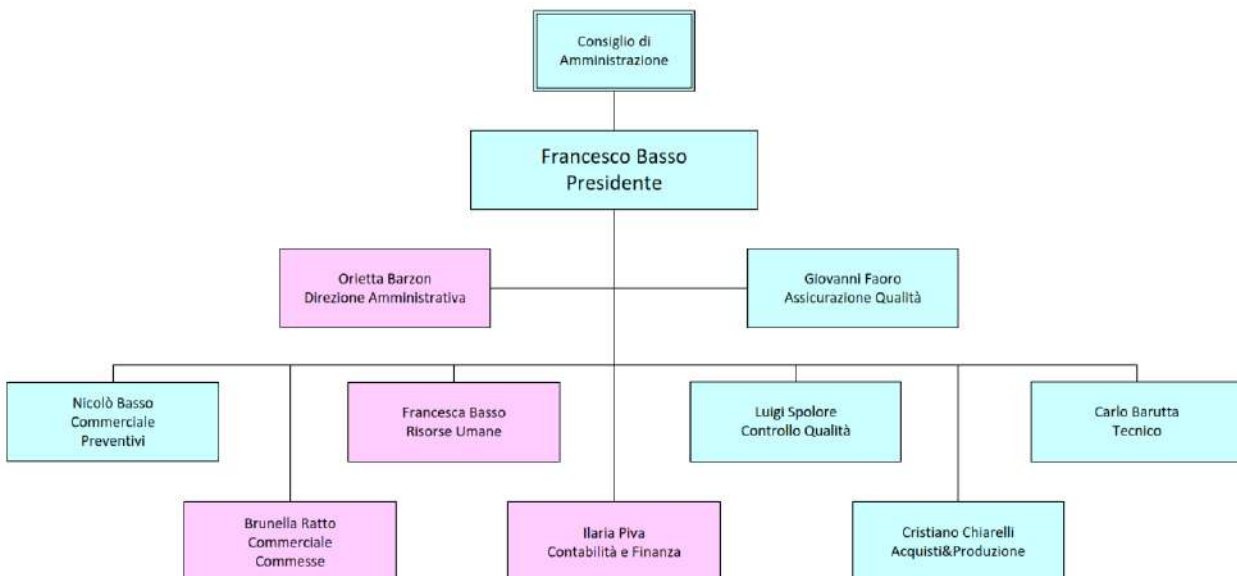 Consiglio di
Amministrazione
Francesco Basso
Presidente
Orietta Barzon
Direzione Amministrativa
Giovanni Faoro
Assicurazione Qualità
Nicolò Basso
Commerciale
Preventivi
Francesca Basso
Risorse Umane
Luigi Spolore
Controllo Qualità
Carlo Barutta
Tecnico
Brunella Ratto
Commerciale
Commesse
Ilaria Piva
Contabilità e Finanza
Cristiano Chiarelli
Acquisti&Produzione